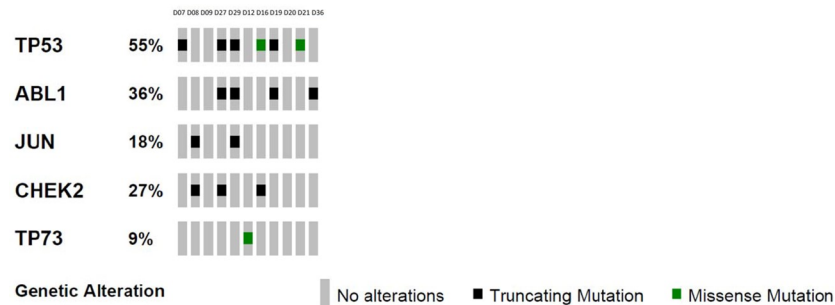 D07 D08 D09 D27 D29 D12 D16 D19 D20 D21 D36
TP53 55%
ABL1 36%
JUN 18%
CHEK2 27%
TP73 9%
Genetic Alteration No alterations Truncating Mutation Missense Mutation